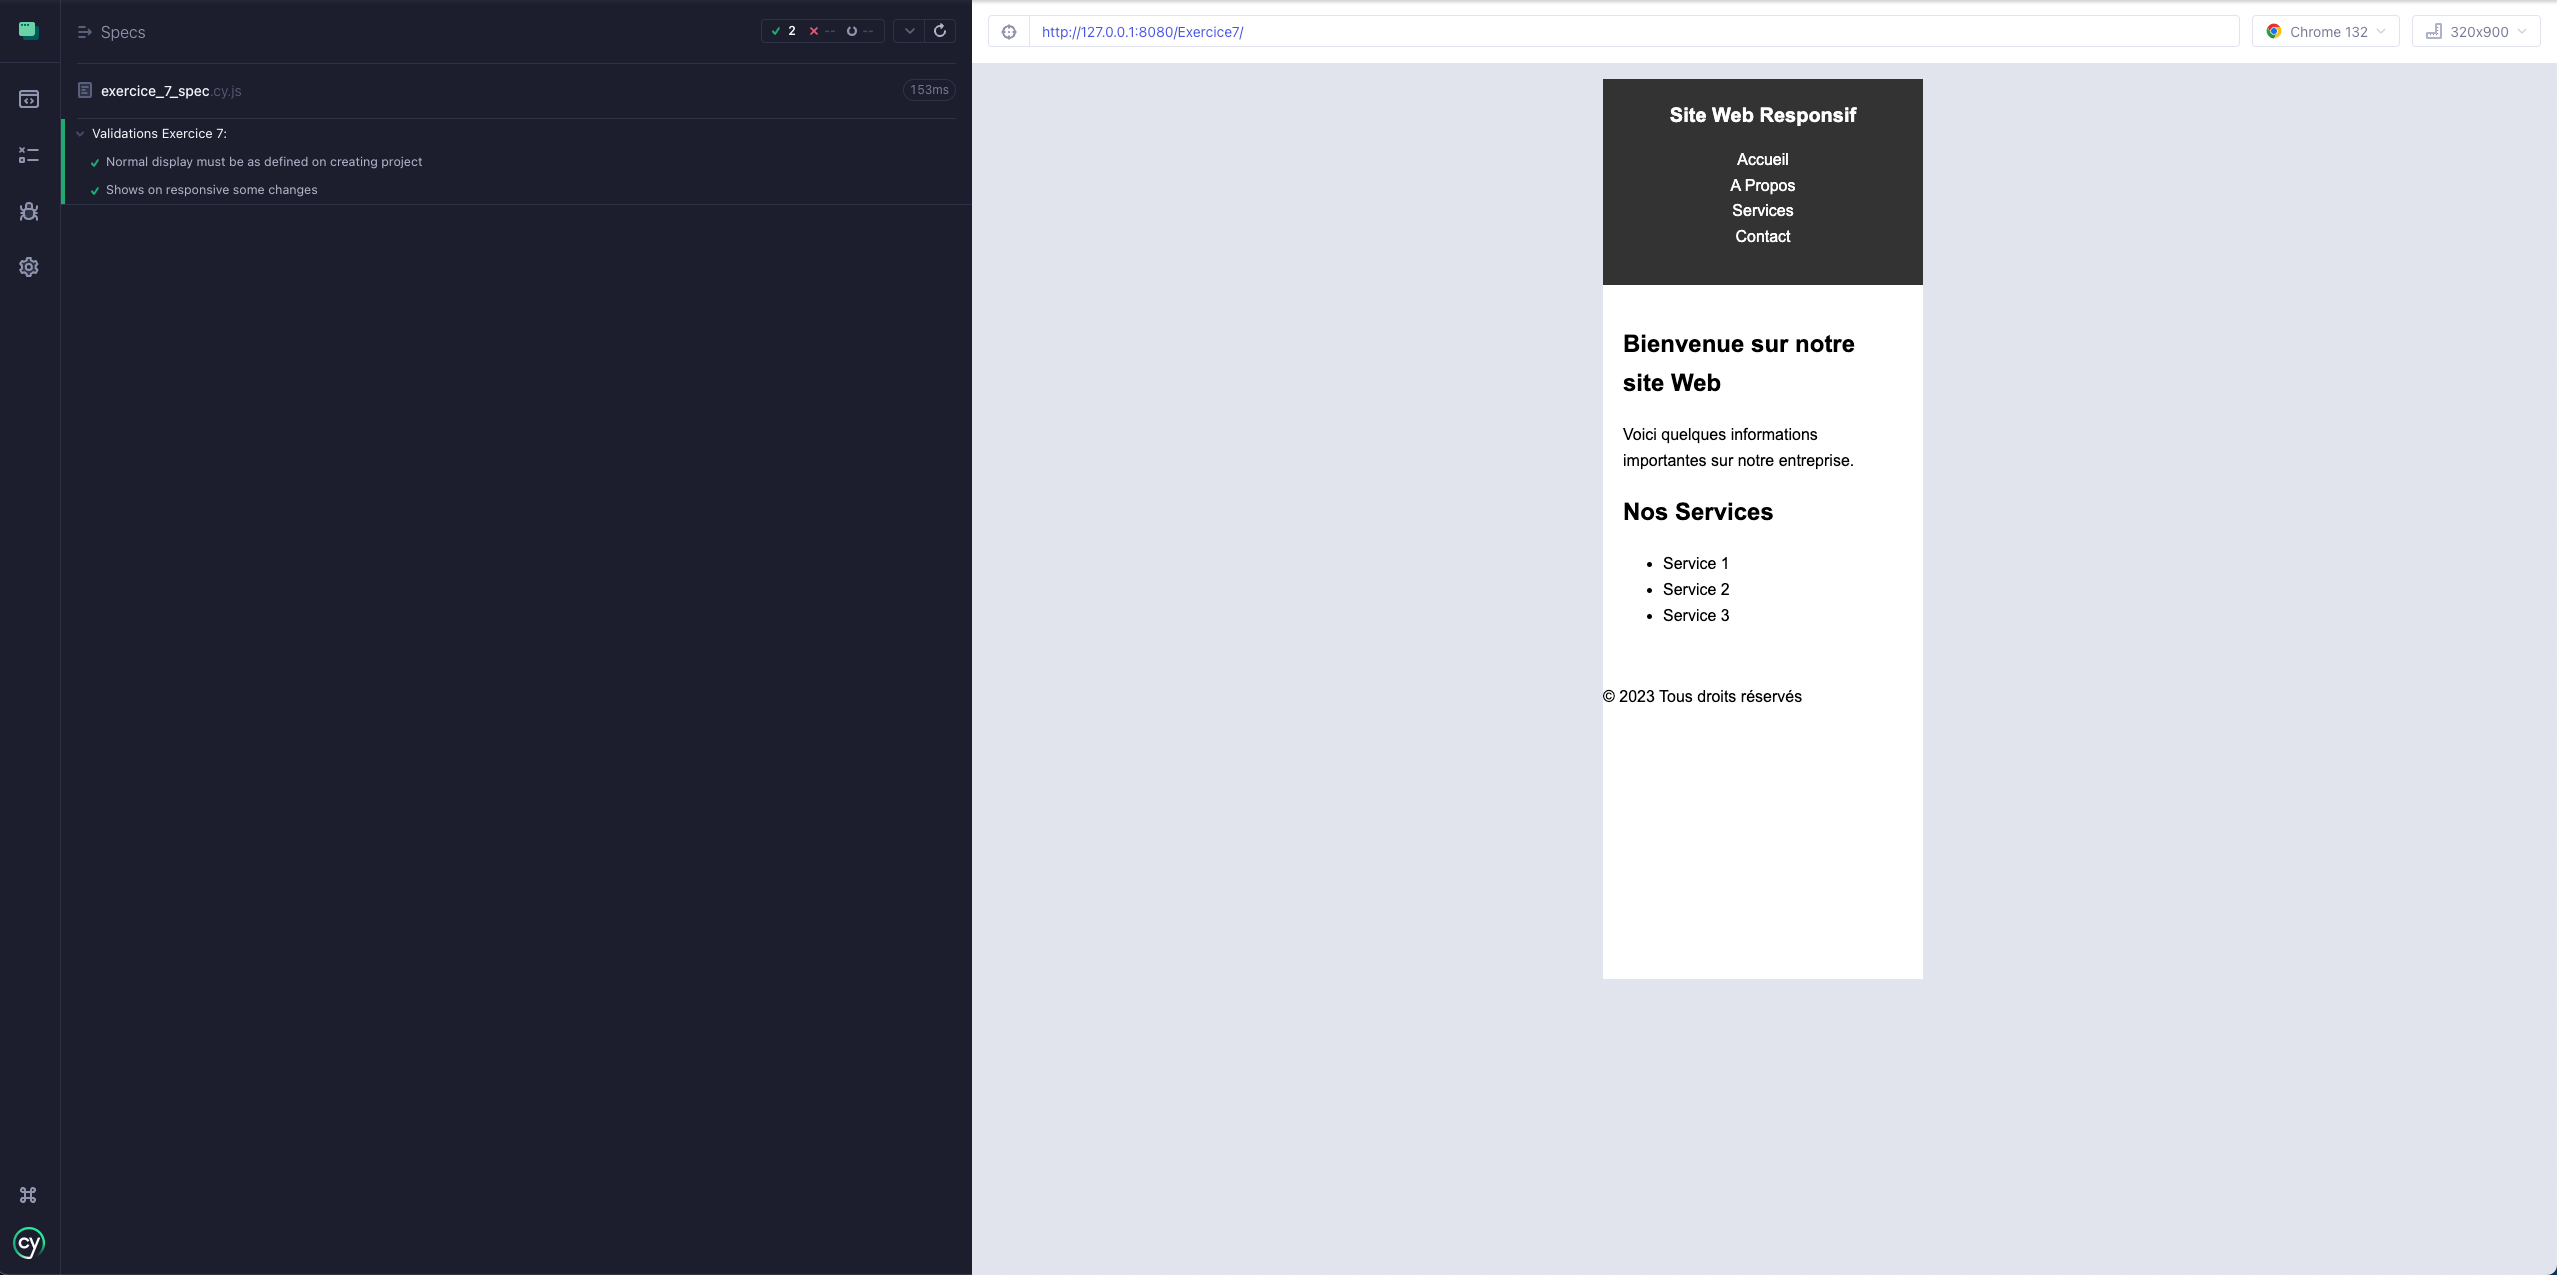 Specs
2 -- --
exercice_7_spec.cy.js
153ms
Validations Exercice 7:
Normal display must be as defined on creating project
Shows on responsive some changes
cy
http://127.0.0.1:8080/Exercice7/
Chrome 132
320x900
Site Web Responsif
Accueil
A Propos
Services
Contact
Bienvenue sur notre
site Web
Voici quelques informations
importantes sur notre entreprise.
Nos Services
• Service 1
• Service 2
• Service 3
© 2023 Tous droits réservés